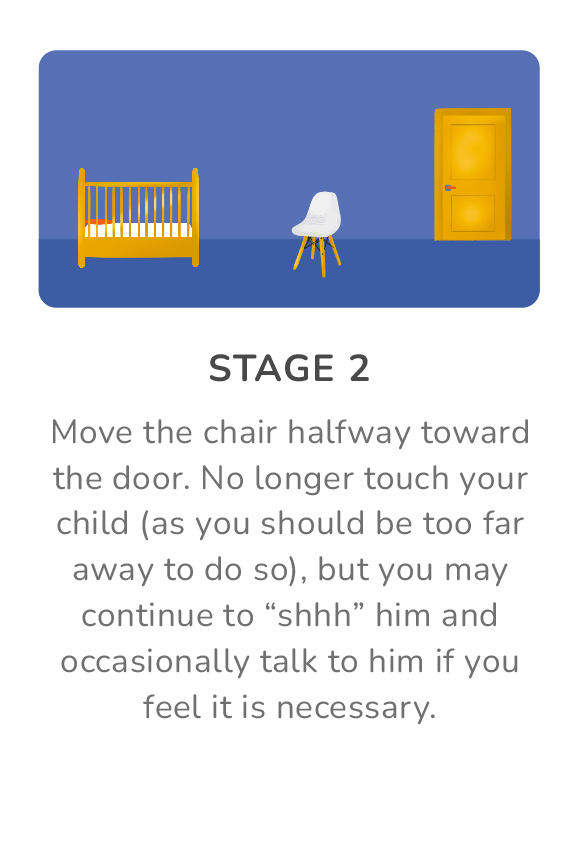 STAGE 2
Move the chair halfway toward
the door. No longer touch your
child (as you should be too far
away to do so), but you may
continue to “shhh” him and
occasionally talk to him if you
feel it is necessary.